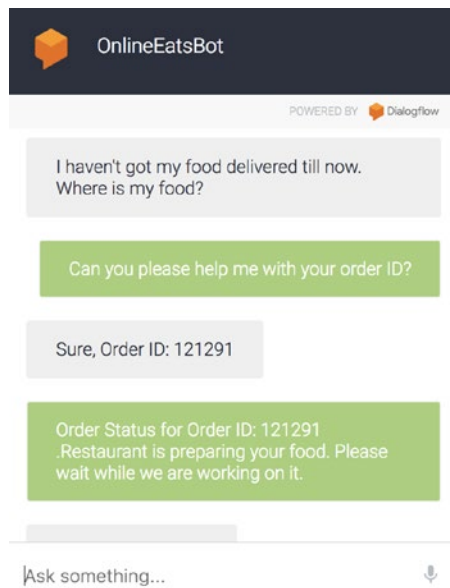 OnlineEatsBot
POWERED BY Dialogflow
I haven't got my food delivered till now.
Where is my food?
Can you please help me with your order ID?
Sure, Order ID: 121291
Order Status for Order ID: 121291
.Restaurant is preparing your food. Please
wait while we are working on it.
Ask something...